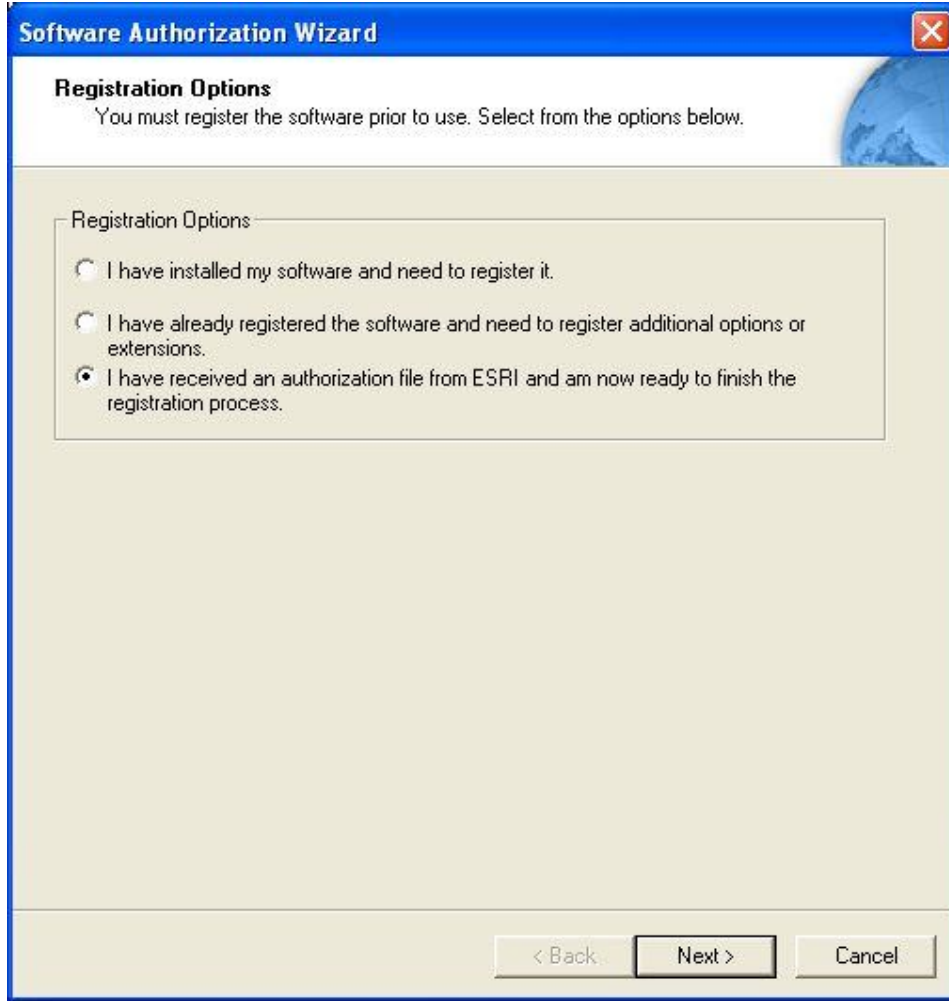 Software Authorization Wizard
Registration Options
You must register the software prior to use. Select from the options below.
Registration Options
I have installed my software and need to register it.
I have already registered the software and need to register additional options or
extensions.
I have received an authorization file from ESRI and am now ready to finish the
registration process.
< Back
Next >
Cancel